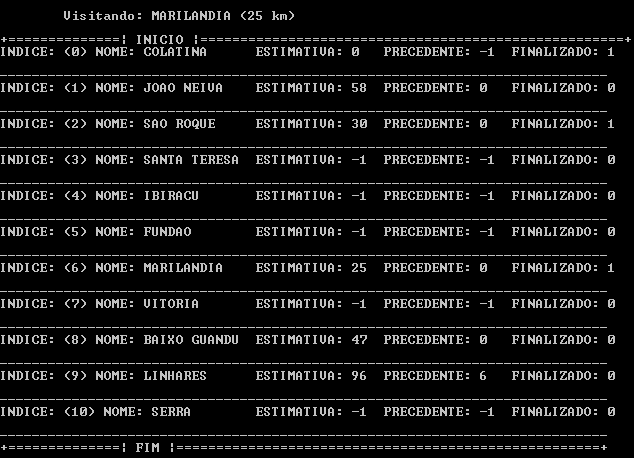 Visitando: MARILANDIA (25 km)
+==============¦ INICIO ¦=====================================================+
INDICE: (0) NOME: COLATINA ESTIMATIVA: 0 PRECEDENTE: -1 FINALIZADO: 1
INDICE: (1) NOME: JOAO NEIVA ESTIMATIVA: 58 PRECEDENTE: 0 FINALIZADO: 0
INDICE: (2) NOME: SAO ROQUE ESTIMATIVA: 30 PRECEDENTE: 0 FINALIZADO: 1
INDICE: (3) NOME: SANTA TERESA ESTIMATIVA: -1 PRECEDENTE: -1 FINALIZADO: 0
INDICE: (4) NOME: IBIRACU ESTIMATIVA: -1 PRECEDENTE: -1 FINALIZADO: 0
INDICE: (5) NOME: FUNDAO ESTIMATIVA: -1 PRECEDENTE: -1 FINALIZADO: 0
INDICE: (6) NOME: MARILANDIA ESTIMATIVA: 25 PRECEDENTE: 0 FINALIZADO: 1
INDICE: (7) NOME: VITORIA ESTIMATIVA: -1 PRECEDENTE: -1 FINALIZADO: 0
INDICE: (8) NOME: BAIXO GUANDU ESTIMATIVA: 47 PRECEDENTE: 0 FINALIZADO: 0
INDICE: (9) NOME: LINHARES ESTIMATIVA: 96 PRECEDENTE: 6 FINALIZADO: 0
INDICE: (10) NOME: SERRA ESTIMATIVA: -1 PRECEDENTE: -1 FINALIZADO: 0
+==============¦ FIM ¦=====================================================+